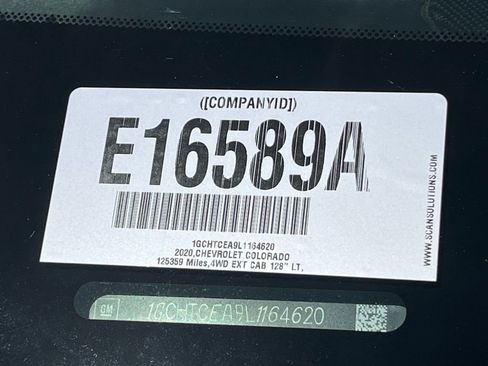 ([COMPANYID])
E16589A
1GCHTCEA9L1164620
2020,CHEVROLET COLORADO
125359 Miles,4WD EXT CAB 128" LT,
WWW.SCANSOLUTIONS.COM
GM 1GCHTCEA9L1164620